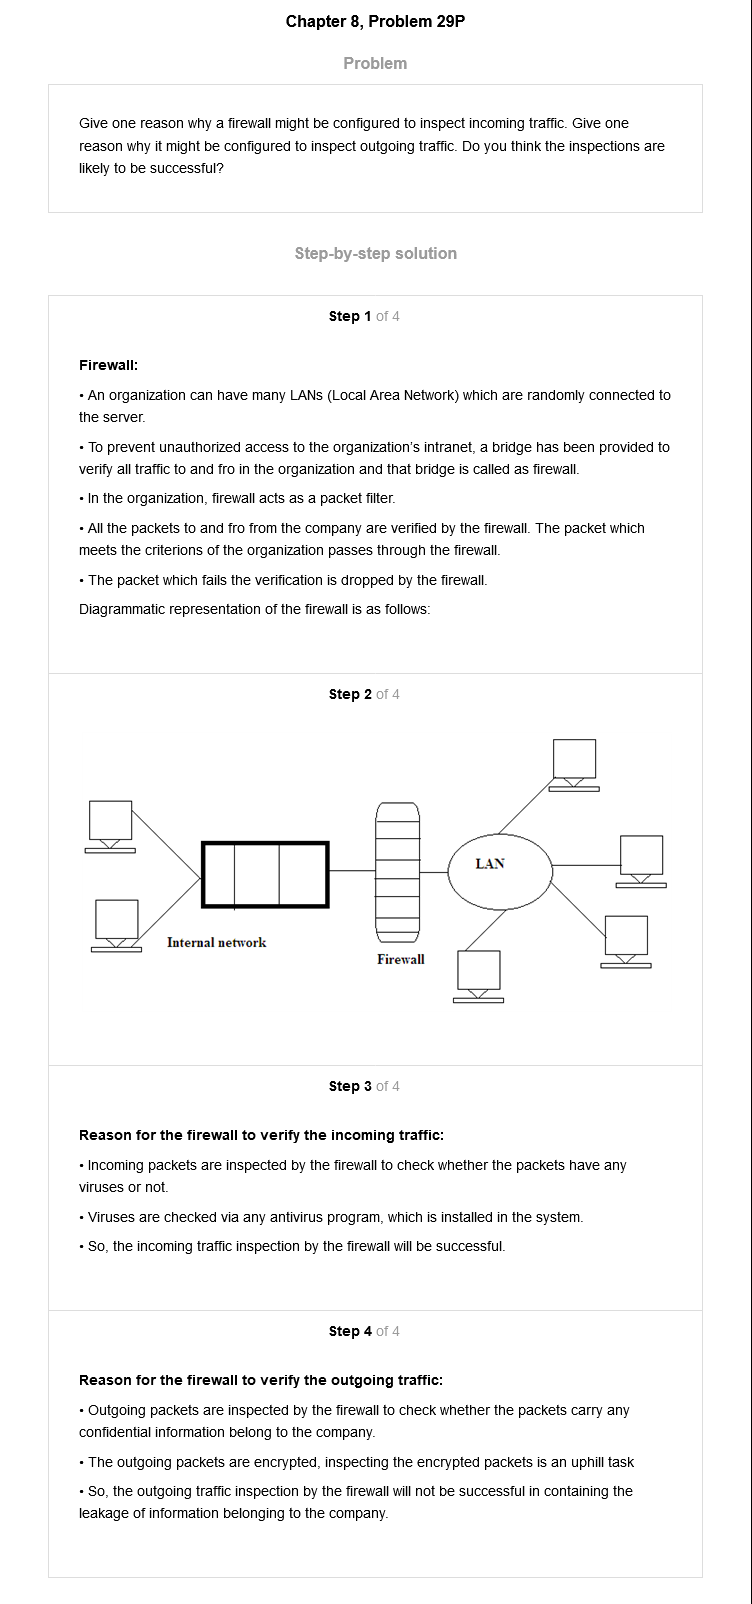 Chapter 8, Problem 29P
Problem
Give one reason why a firewall might be configured to inspect incoming traffic. Give one
reason why it might be configured to inspect outgoing traffic. Do you think the inspections are
likely to be successful?
Step-by-step solution
Step 1 of 4
Firewall:
• An organization can have many LANs (Local Area Network) which are randomly connected to
the server.
• To prevent unauthorized access to the organization’s intranet, a bridge has been provided to
verify all traffic to and fro in the organization and that bridge is called as firewall.
• In the organization, firewall acts as a packet filter.
• All the packets to and fro from the company are verified by the firewall. The packet which
meets the criterions of the organization passes through the firewall.
• The packet which fails the verification is dropped by the firewall.
Diagrammatic representation of the firewall is as follows:
Step 2 of 4
LAN
Internal network
Firewall
Step 3 of 4
Reason for the firewall to verify the incoming traffic:
• Incoming packets are inspected by the firewall to check whether the packets have any
viruses or not.
• Viruses are checked via any antivirus program, which is installed in the system.
• So, the incoming traffic inspection by the firewall will be successful.
Step 4 of 4
Reason for the firewall to verify the outgoing traffic:
• Outgoing packets are inspected by the firewall to check whether the packets carry any
confidential information belong to the company.
• The outgoing packets are encrypted, inspecting the encrypted packets is an uphill task
• So, the outgoing traffic inspection by the firewall will not be successful in containing the
leakage of information belonging to the company.